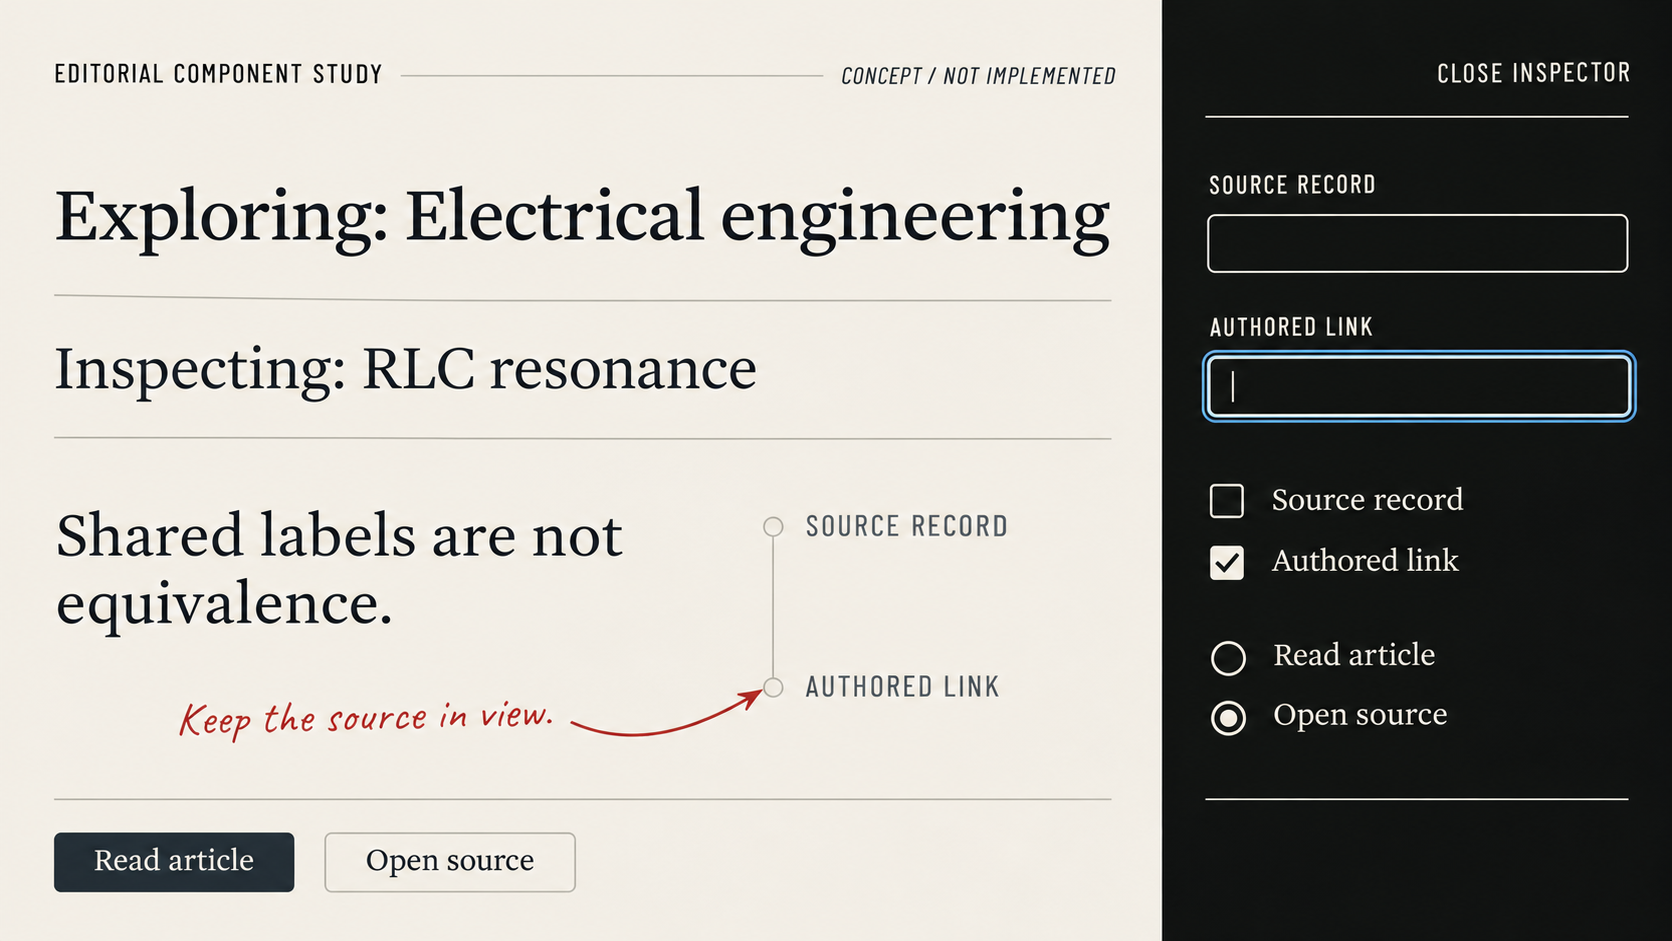 EDITORIAL COMPONENT STUDY
CONCEPT / NOT IMPLEMENTED
Exploring: Electrical engineering
Inspecting: RLC resonance
Shared labels are not
equivalence.
SOURCE RECORD
AUTHORED LINK
Keep the source in view.
Read article
Open source
CLOSE INSPECTOR
SOURCE RECORD
AUTHORED LINK
Source record
Authored link
Read article
Open source